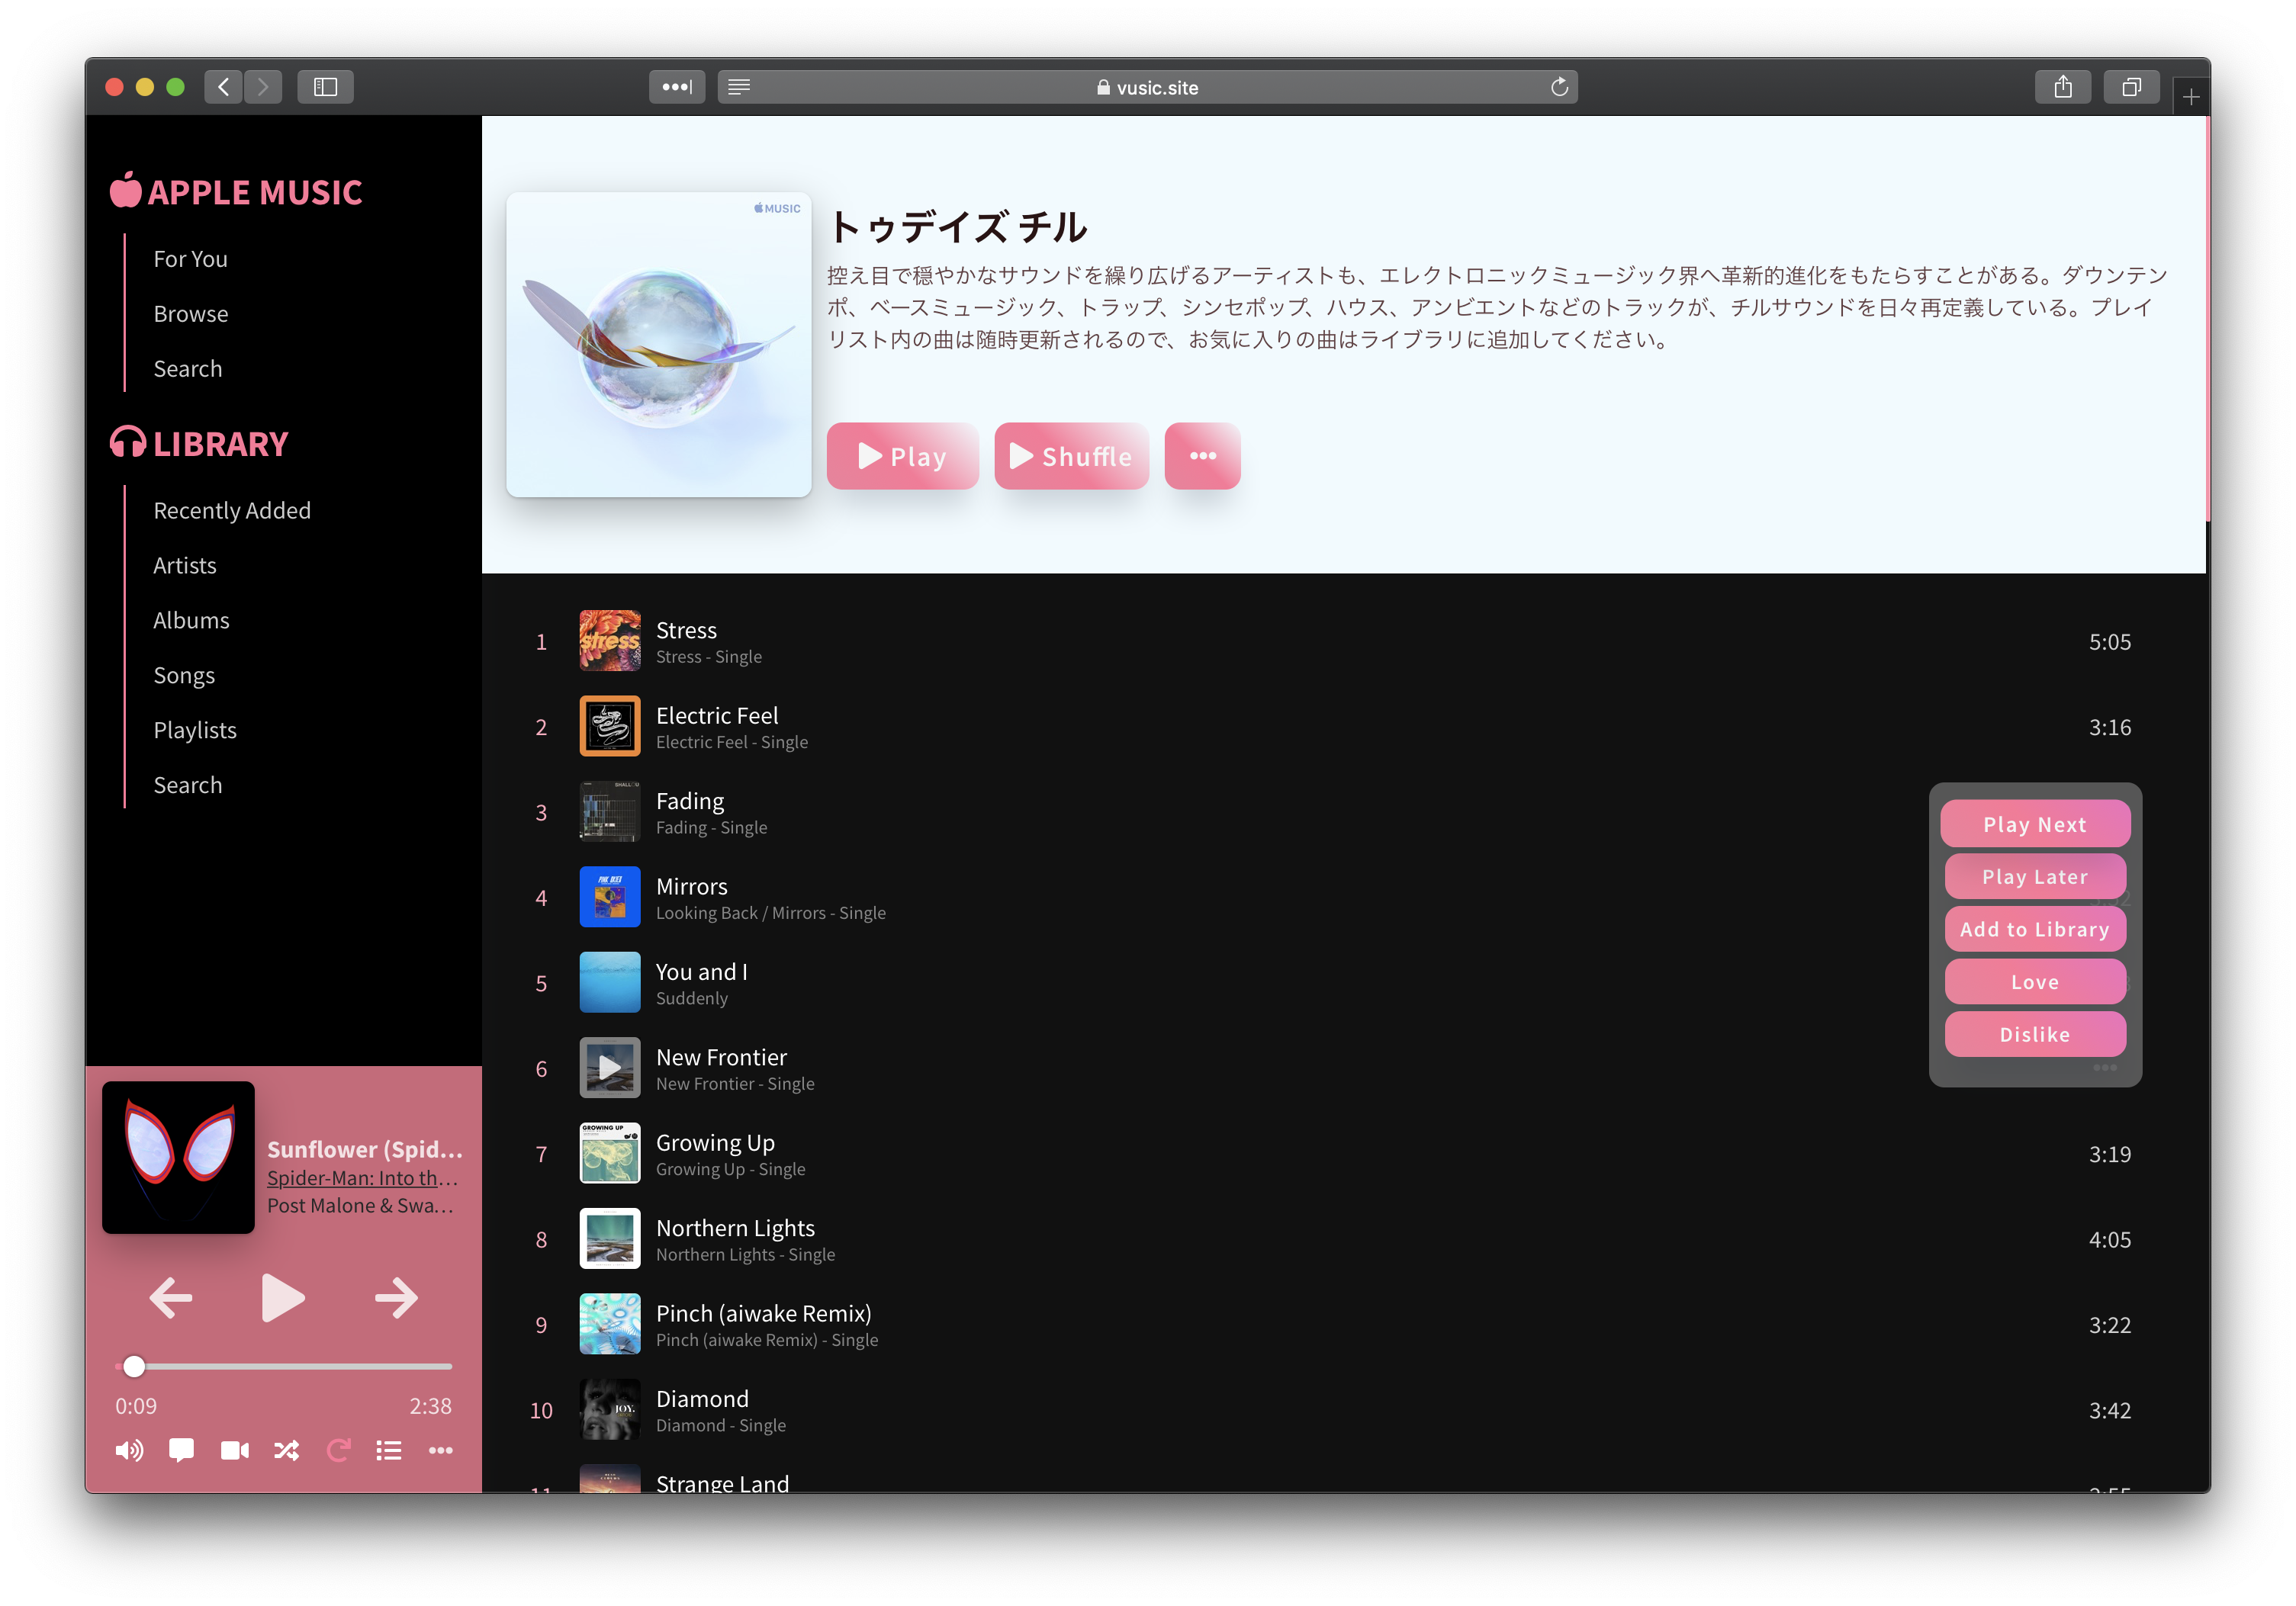 vusic.site
APPLE MUSIC
For You
Browse
Search
LIBRARY
Recently Added
Artists
Albums
Songs
Playlists
Search
Sunflower (Spid...
Spider-Man: Into th...
Post Malone & Swa...
0:09
2:38
MUSIC
トゥデイズ チル
控え目で穏やかなサウンドを繰り広げるアーティストも、エレクトロニックミュージック界へ革新的進化をもたらすことがある。ダウンテン
ポ、ベースミュージック、トラップ、シンセポップ、ハウス、アンビエントなどのトラックが、チルサウンドを日々再定義している。プレイ
リスト内の曲は随時更新されるので、お気に入りの曲はライブラリに追加してください。
Play
Shuffle
1
stress
Stress
Stress - Single
5:05
2
Electric Feel
Electric Feel - Single
3:16
3
Fading
Fading - Single
4
Mirrors
Looking Back / Mirrors - Single
5
You and I
Suddenly
6
New Frontier
New Frontier - Single
Play Next
Play Later
Add to Library
Love
Dislike
7
GROWING UP
Growing Up
Growing Up - Single
3:19
8
Northern Lights
Northern Lights - Single
4:05
9
Pinch (aiwake Remix)
Pinch (aiwake Remix) - Single
3:22
10
JOY.
Diamond
Diamond - Single
3:42
11
Strange Land